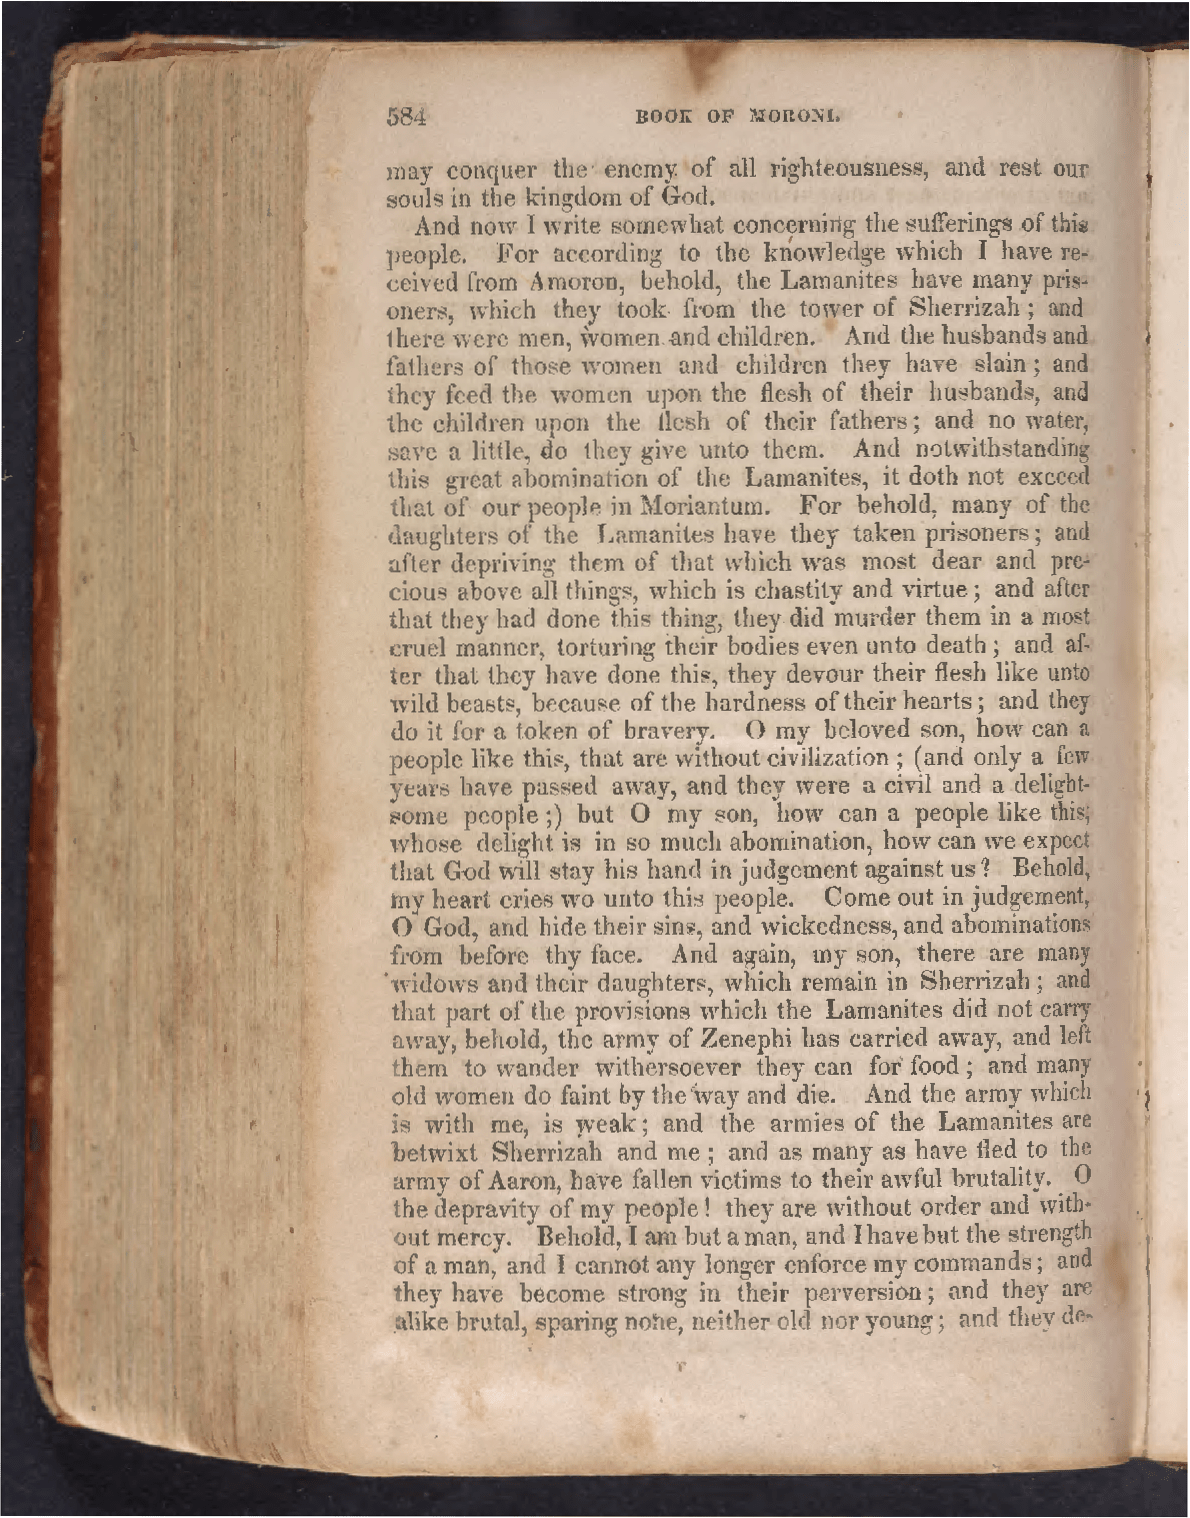 584 BOOK OF MORONI.
may conquer the enemy of all righteousness, and rest our
souls in the kingdom of God.
And now I write somewhat concerning the sufferings of this
people. For according to the knowledge which I have re-
ceived from Amoron, behold, the Lamanites have many pris-
oners, which they took from the tower of Sherrizah; and
there were men, women and children. And the husbands and
fathers of those women and children they have slain; and
they feed the women upon the flesh of their husbands, and
the children upon the flesh of their fathers; and no water,
save a little, do they give unto them. And notwithstanding
this great abomination of the Lamanites, it doth not exceed
that of our people in Moriantum. For behold, many of the
daughters of the Lamanites have they taken prisoners; and
after depriving them of that which was most dear and pre-
cious above all things, which is chastity and virtue; and after
that they had done this thing, they did murder them in a most
cruel manner, torturing their bodies even unto death; and af-
ter that they have done this, they devour their flesh like unto
wild beasts, because of the hardness of their hearts; and they
do it for a token of bravery. O my beloved son, how can a
people like this, that are without civilization; (and only a few
years have passed away, and they were a civil and a delight-
some people;) but O my son, how can a people like this,
whose delight is in so much abomination, how can we expect
that God will stay his hand in judgement against us? Behold,
my heart cries wo unto this people. Come out in judgement,
O God, and hide their sins, and wickedness, and abominations
from before thy face. And again, my son, there are many
widows and their daughters, which remain in Sherrizah; and
that part of the provisions which the Lamanites did not carry
away, behold, the army of Zenephi has carried away, and left
them to wander withersoever they can for food; and many
old women do faint by the way and die. And the army which
is with me, is weak; and the armies of the Lamanites are
betwixt Sherrizah and me; and as many as have fled to the
army of Aaron, have fallen victims to their awful brutality. O
the depravity of my people! they are without order and with-
out mercy. Behold, I am but a man, and I have but the strength
of a man, and I cannot any longer enforce my commands; and
they have become strong in their perversion; and they are
alike brutal, sparing none, neither old nor young; and they de-